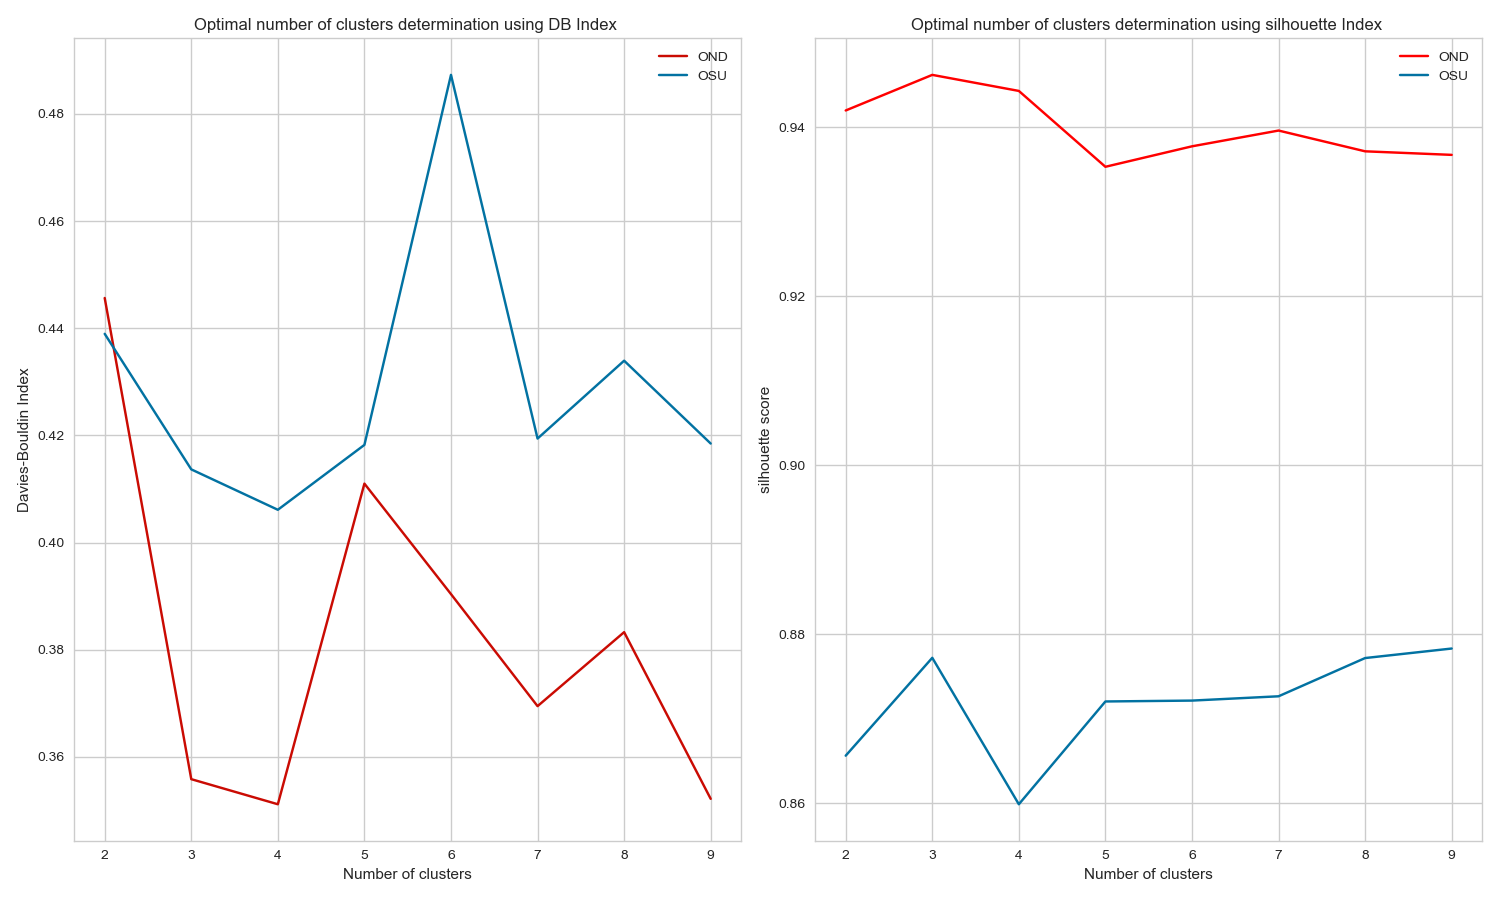 Optimal number of clusters determination using DB Index
OND
OSU
0.48
0.46
0.44
0.42
0.40
0.38
0.36
Davies-Bouldin Index
2 3 4 5 6 7 8 9
Number of clusters
Optimal number of clusters determination using silhouette Index
OND
OSU
0.94
0.92
0.90
0.88
0.86
silhouette score
2 3 4 5 6 7 8 9
Number of clusters